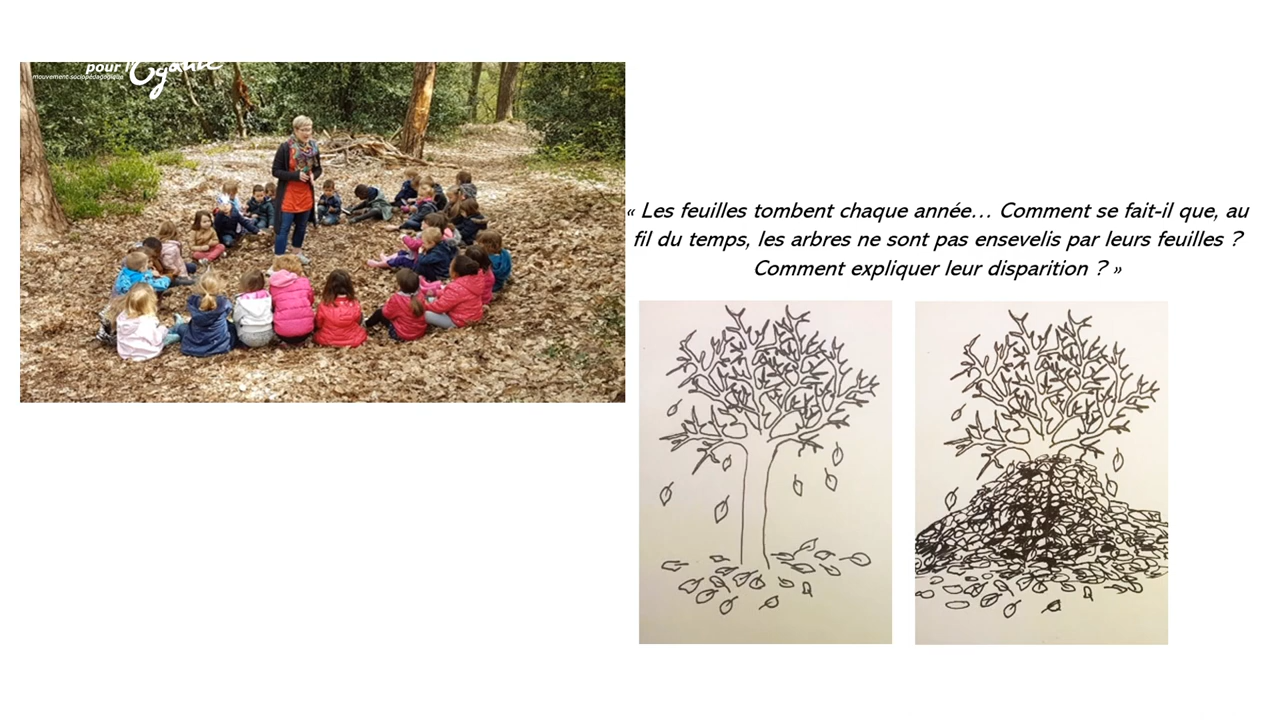 pour l'Égalité
mouvement sociopédagogique
« Les feuilles tombent chaque année… Comment se fait-il que, au
fil du temps, les arbres ne sont pas ensevelis par leurs feuilles ?
Comment expliquer leur disparition ? »